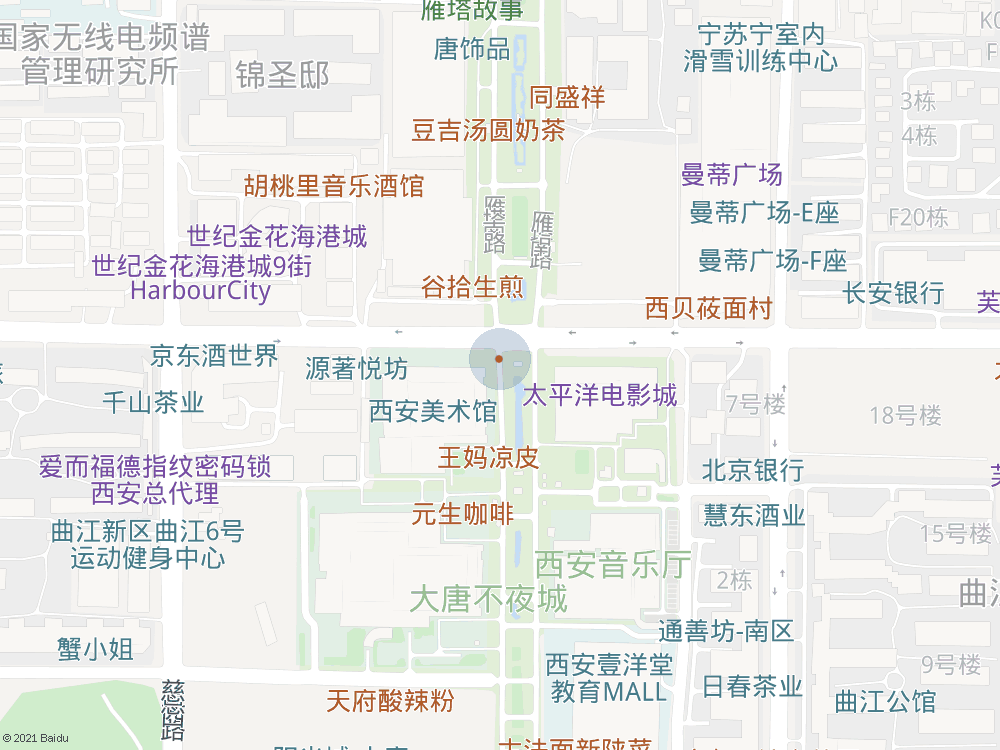 雁塔故事
国家无线电频谱
管理研究所
唐饰品
宁苏宁室内
滑雪训练中心
锦圣邸
同盛祥
3栋
豆吉汤圆奶茶
4栋
胡桃里音乐酒馆
曼蒂广场
雁塔路
雁塔南路
曼蒂广场-E座
F20栋
世纪金花海港城
世纪金花海港城9街
HarbourCity
曼蒂广场-F座
谷拾生煎
长安银行
西贝莜面村
京东酒世界
源著悦坊
千山茶业
西安美术馆
太平洋电影城
7号楼
18号楼
王妈凉皮
爱而福德指纹密码锁
西安总代理
北京银行
元生咖啡
慧东酒业
曲江新区曲江6号
运动健身中心
15号楼
西安音乐厅
2栋
大唐不夜城
曲江
通善坊-南区
蟹小姐
西安壹洋堂
教育MALL
9号楼
日春茶业
曲江公馆
天府酸辣粉
慈恩路
© 2021 Baidu